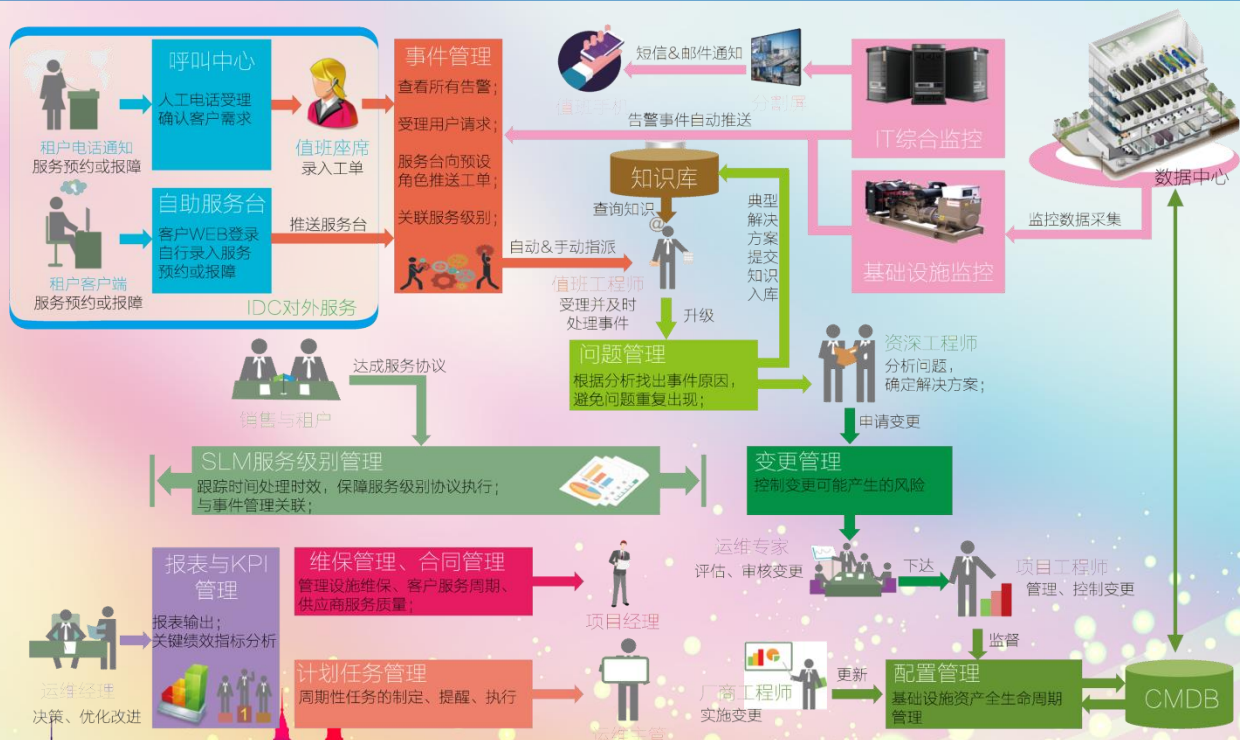 呼叫中心
人工电话受理
确认客户需求
租户电话通知
服务预约或报障
值班座席
录入工单
自助服务台
客户WEB登录
自行录入服务
预约或报障
租户客户端
服务预约或报障
IDC对外服务
推送服务台
事件管理
查看所有告警；
受理用户请求；
服务台向预设
角色推送工单；
关联服务级别；
值班手机
短信&邮件通知
分割屏
告警事件自动推送
IT综合监控
基础设施监控
监控数据采集
数据中心
知识库
查询知识
@
自动&手动指派
值班工程师
受理并及时
处理事件
升级
典型
解决
方案
提交
知识
入库
问题管理
根据分析找出事件原因，
避免问题重复出现；
资深工程师
分析问题，
确定解决方案；
申请变更
销售与租户
达成服务协议
SLM服务级别管理
跟踪时间处理时效，保障服务级别协议执行；
与事件管理关联；
变更管理
控制变更可能产生的风险
运维专家
评估、审核变更
下达
项目工程师
管理、控制变更
监督
报表与KPI
管理
报表输出；
关键绩效指标分析
1
运维经理
决策、优化改进
维保管理、合同管理
管理设施维保、客户服务周期、
供应商服务质量；
项目经理
计划任务管理
周期性任务的制定、提醒、执行
运维主管
厂商工程师
实施变更
更新
配置管理
基础设施资产全生命周期
管理
CMDB